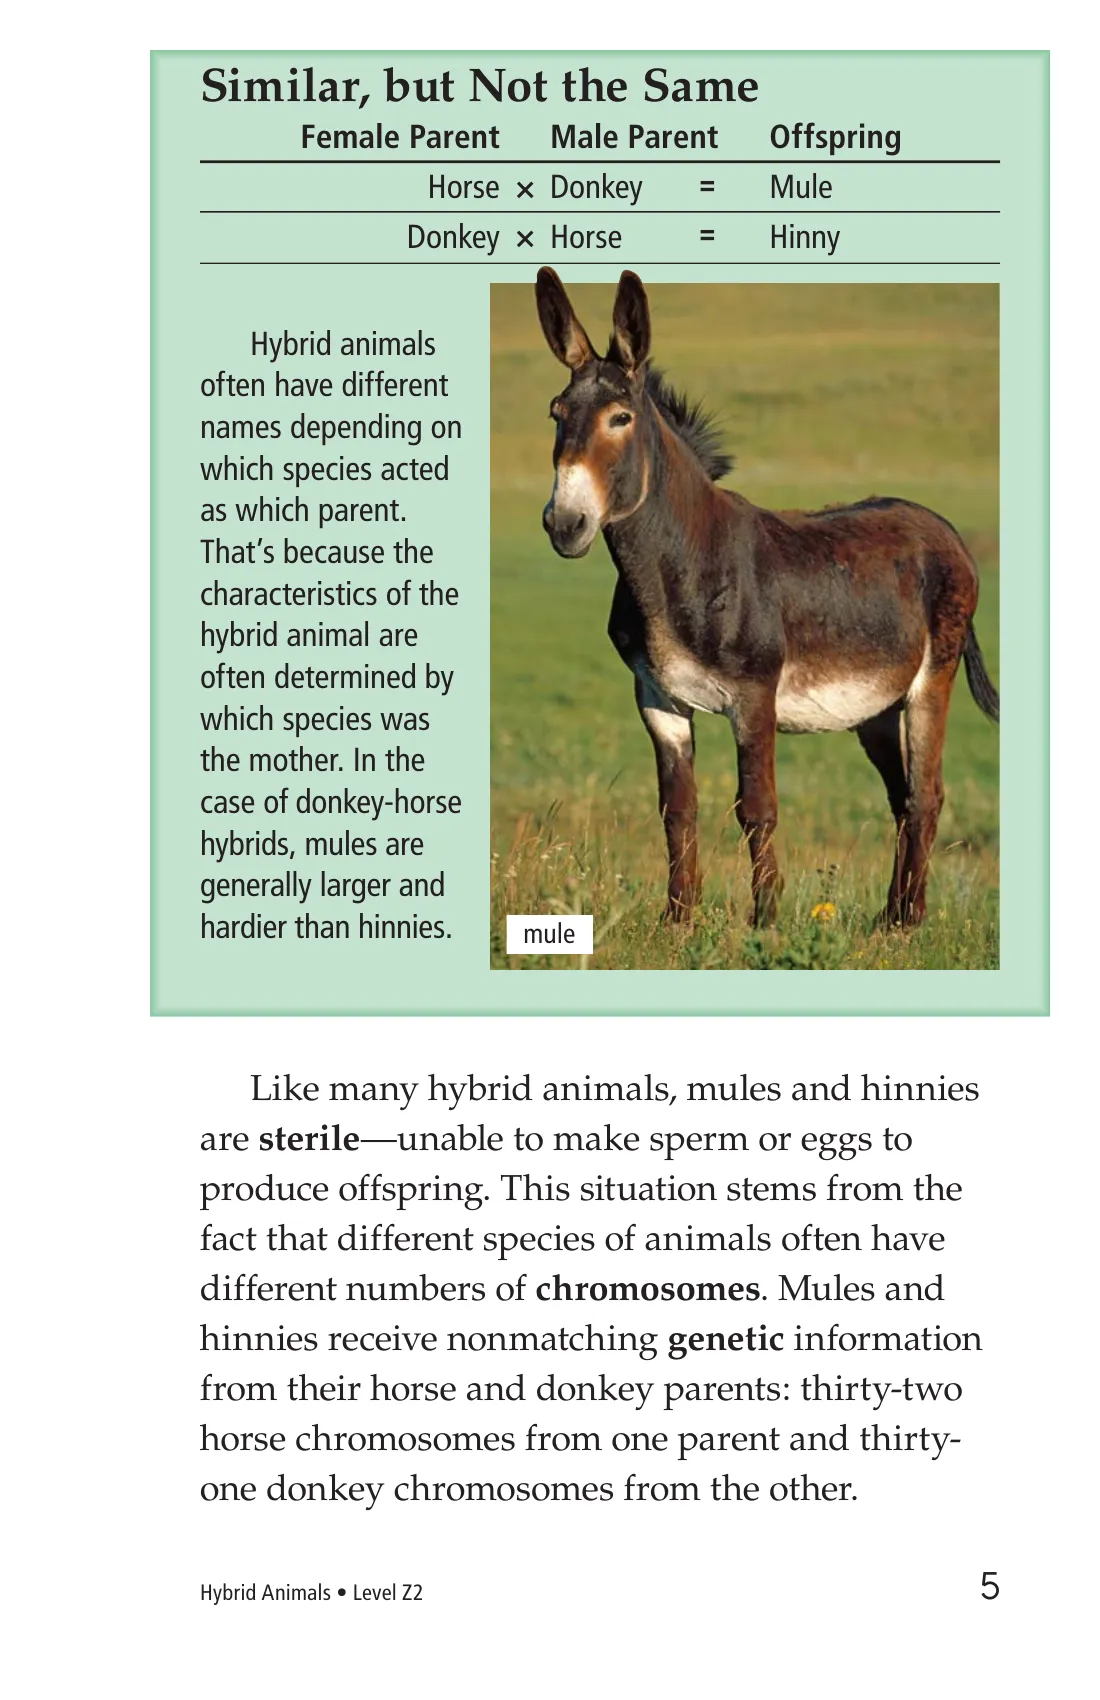 Similar, but Not the Same
Female Parent Male Parent Offspring
Horse × Donkey = Mule
Donkey × Horse = Hinny
Hybrid animals
often have different
names depending on
which species acted
as which parent.
That’s because the
characteristics of the
hybrid animal are
often determined by
which species was
the mother. In the
case of donkey-horse
hybrids, mules are
generally larger and
hardier than hinnies.
mule
Like many hybrid animals, mules and hinnies
are sterile—unable to make sperm or eggs to
produce offspring. This situation stems from the
fact that different species of animals often have
different numbers of chromosomes. Mules and
hinnies receive nonmatching genetic information
from their horse and donkey parents: thirty-two
horse chromosomes from one parent and thirty-
one donkey chromosomes from the other.
Hybrid Animals • Level Z2 5